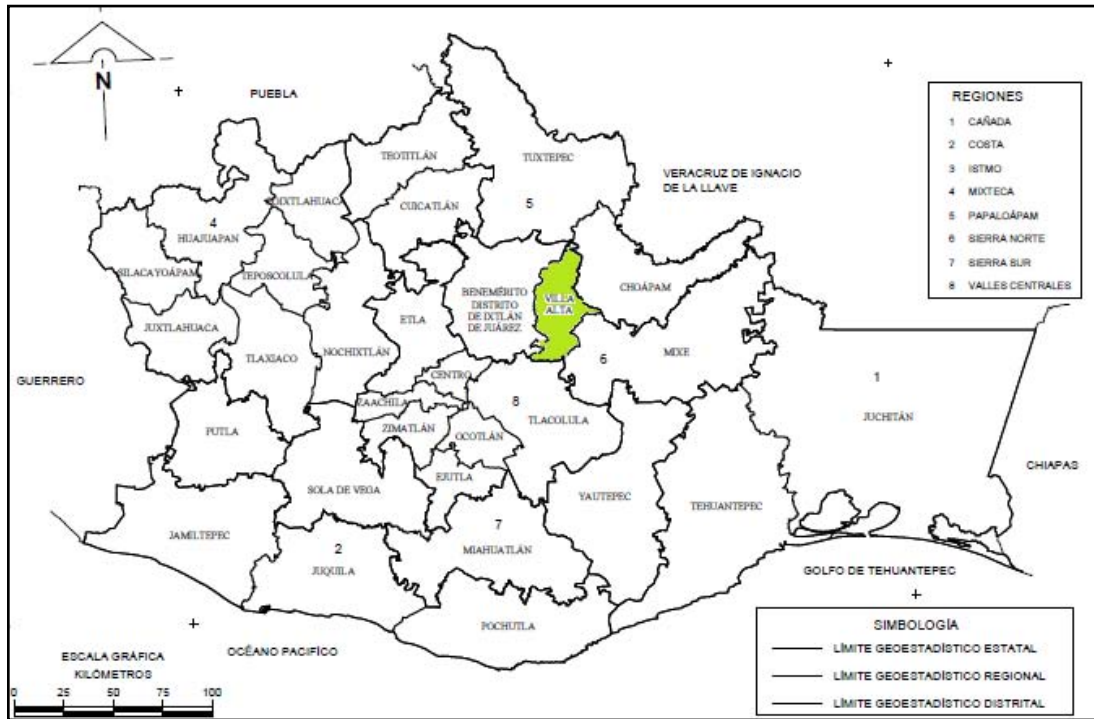 N
PUEBLA
TEOTITLÁN
TUXTEPEC
VERACRUZ DE IGNACIO
DE LA LLAVE
REGIONES
1 CAÑADA
2 COSTA
3 ISTMO
4 MIXTECA
5 PAPALOÁPAM
6 SIERRA NORTE
7 SIERRA SUR
8 VALLES CENTRALES
COIXTLAHUACA
CUICATLÁN
5
4
HUAJUAPAN
SILACAYOÁPAM
TEPOSCOLULA
BENEMÉRITO
DISTRITO
DE IXTLÁN
DE JUÁREZ
VILLA
ALTA
CHOÁPAM
ETLA
JUXTLAHUACA
TLAXIACO
NOCHIXTLÁN
6
MIXE
GUERRERO
CENTRO
1
ZAACHILA
8
TLACOLULA
JUCHITÁN
PUTLA
ZIMATLÁN
OCOTLÁN
CHIAPAS
EJUTLA
SOLA DE VEGA
YAUTEPEC
TEHUANTEPEC
JAMILTEPEC
7
MIAHUATLÁN
2
JUQUILA
GOLFO DE TEHUANTEPEC
POCHUTLA
OCÉANO PACIFÍCO
ESCALA GRÁFICA
KILÓMETROS
0 25 50 75 100
SIMBOLOGÍA
LÍMITE GEOESTADÍSTICO ESTATAL
LÍMITE GEOESTADÍSTICO REGIONAL
LÍMITE GEOESTADÍSTICO DISTRITAL